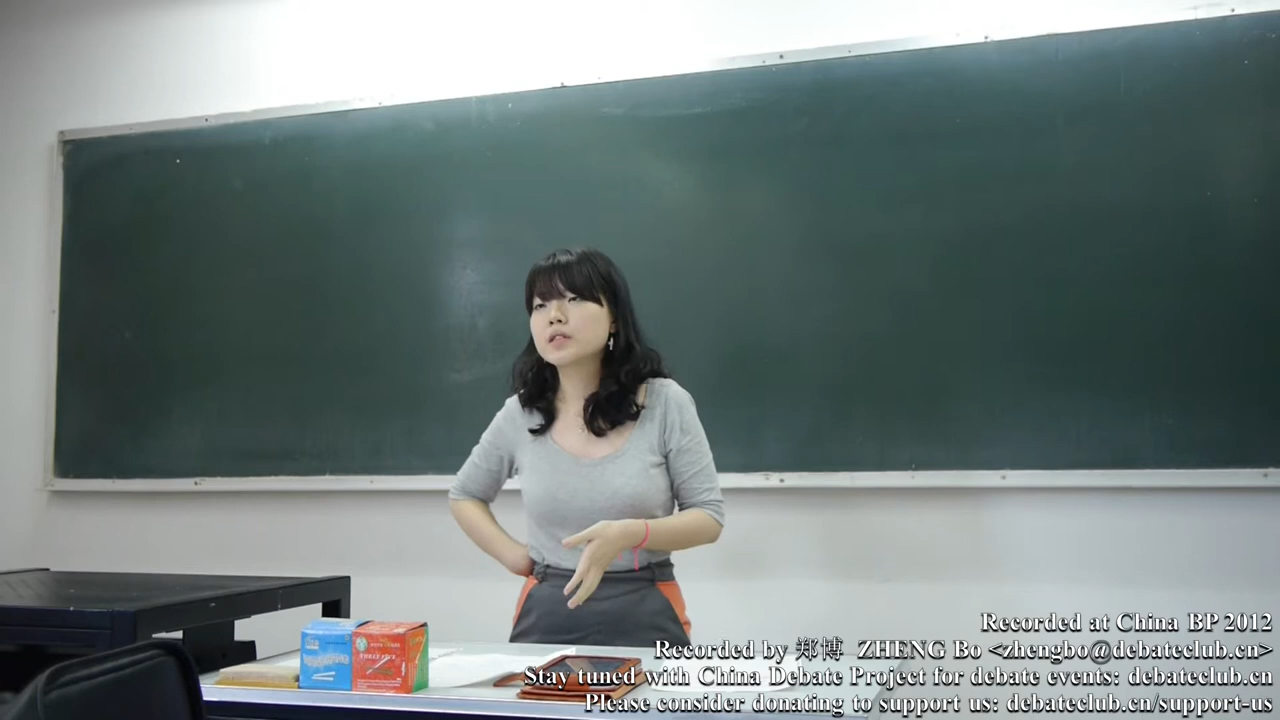 Recorded at China BP 2012
Recorded by 郑博 ZHENG Bo <zhengbo@debateclub.cn>
Stay tuned with China Debate Project for debate events: debateclub.cn
Please consider donating to support us: debateclub.cn/support-us